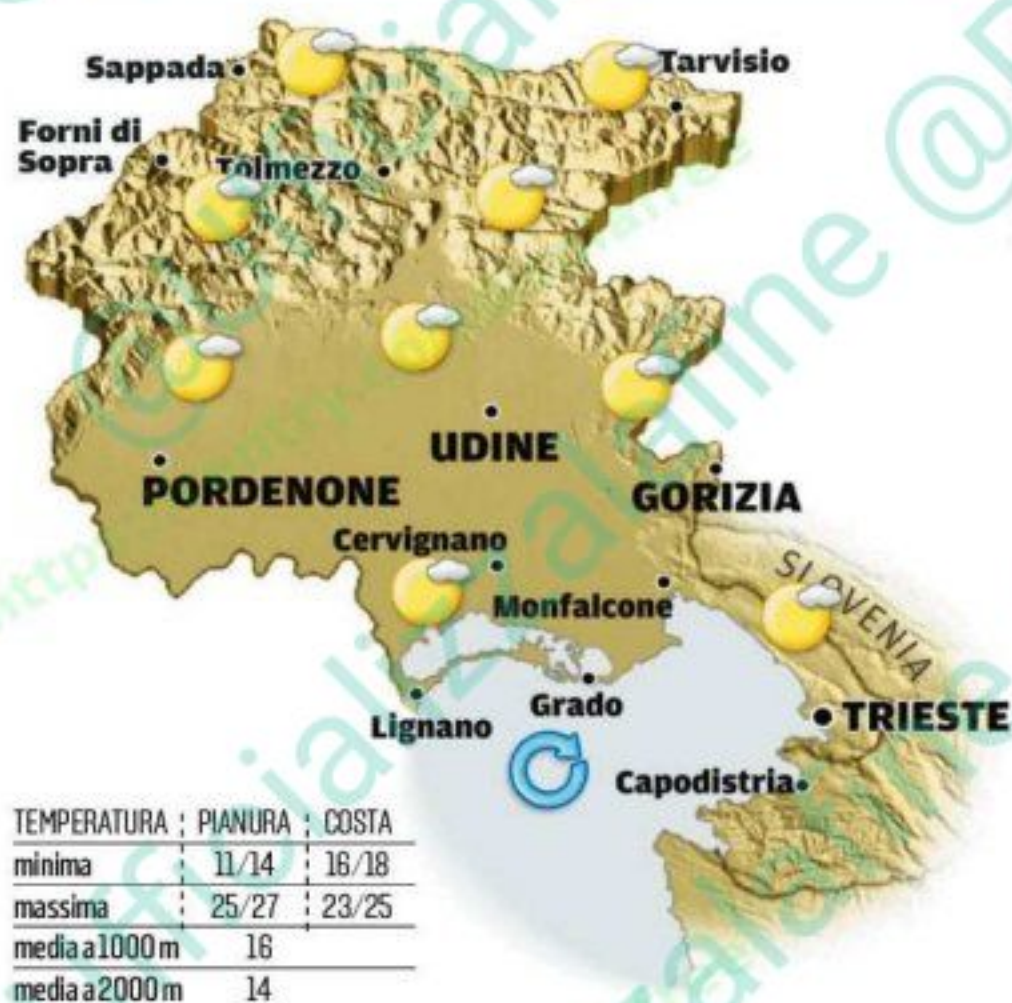 Sappada
Tarvisio
Forni di
Sopra
Tolmezzo
UDINE
PORDENONE
GORIZIA
Cervignano
SLOVENIA
Monfalcone
Grado
Lignano
TRIESTE
Capodistria
TEMPERATURA PIANURA COSTA
minima 11/14 16/18
massima 25/27 23/25
media a 1000 m 16
media a 2000 m 14